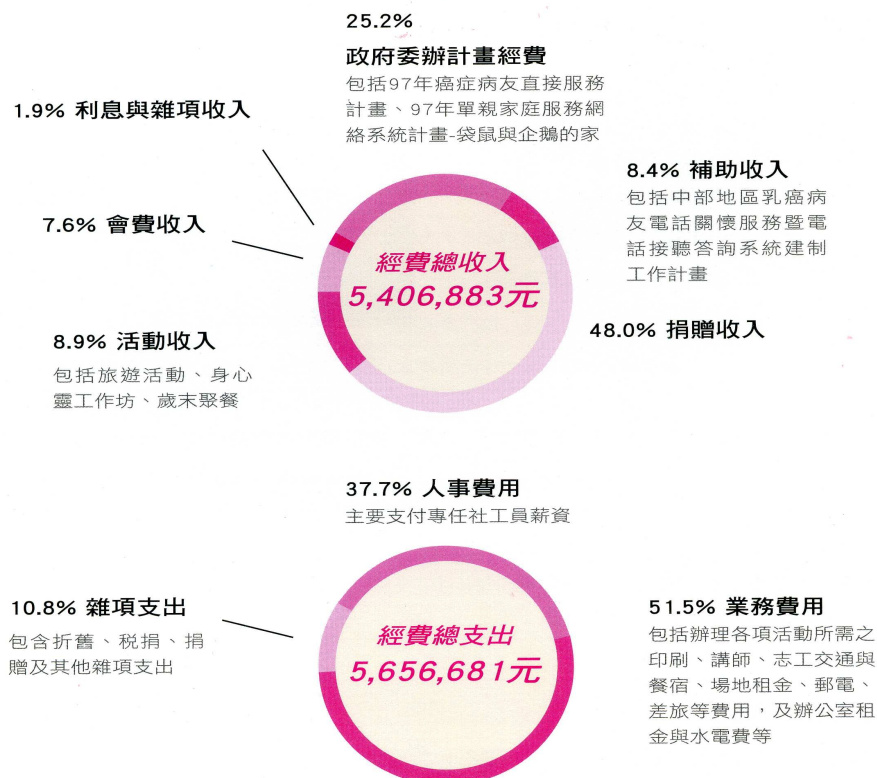 25.2%
政府委辦計畫經費
包括97年癌症病友直接服務
計畫、97年單親家庭服務網
絡系統計畫-袋鼠與企鵝的家
1.9% 利息與雜項收入
8.4% 補助收入
包括中部地區乳癌病
友電話關懷服務暨電
話接聽答詢系統建制
工作計畫
7.6% 會費收入
經費總收入
5,406,883元
48.0% 捐贈收入
8.9% 活動收入
包括旅遊活動、身心
靈工作坊、歲末聚餐
37.7% 人事費用
主要支付專任社工員薪資
10.8% 雜項支出
包含折舊、税捐、捐
贈及其他雜項支出
經費總支出
5,656,681元
51.5% 業務費用
包括辦理各項活動所需之
印刷、講師、志工交通與
餐宿、場地租金、郵電、
差旅等費用，及辦公室租
金與水電費等